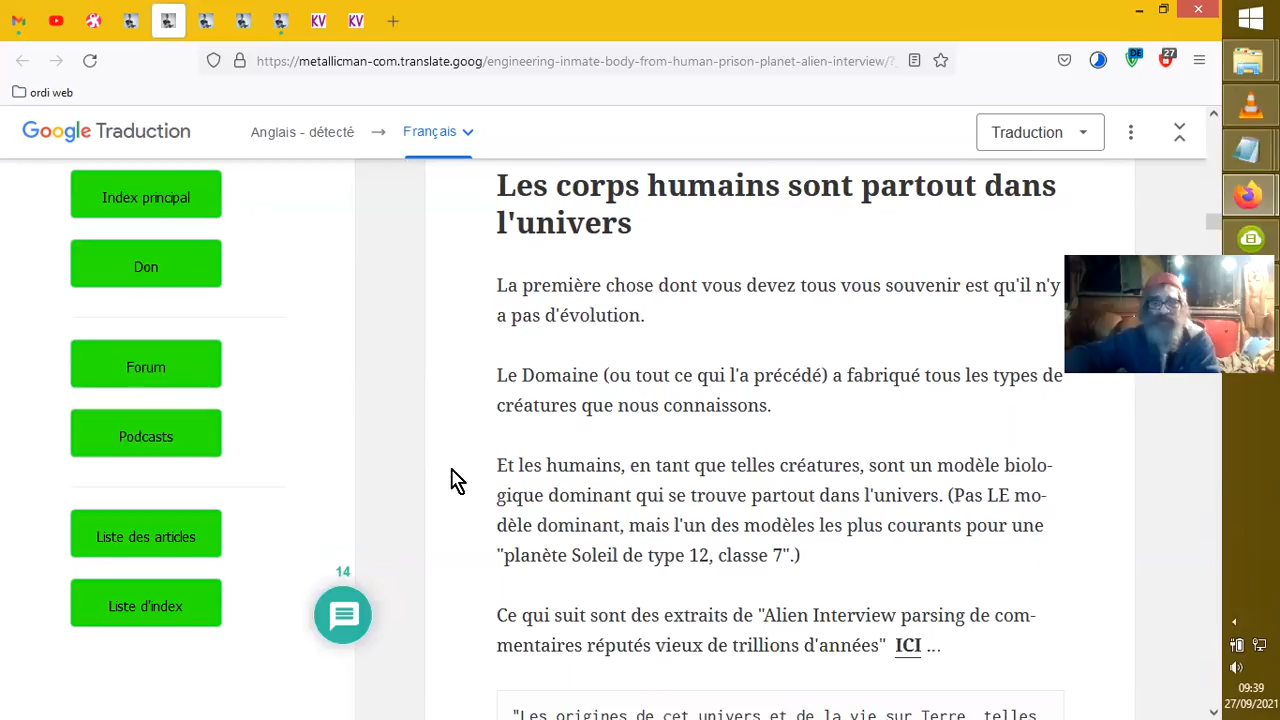 KV
KV
https://metallicman-com.translate.goog/engineering-inmate-body-from-human-prison-planet-alien-interview/?
DE
27
ordi web
Google Traduction
Anglais - détecté
Français
Traduction
Index principal
Don
Forum
Podcasts
Liste des articles
Liste d'index
14
Les corps humains sont partout dans
l'univers
La première chose dont vous devez tous vous souvenir est qu'il n'y
a pas d'évolution.
Le Domaine (ou tout ce qui l'a précédé) a fabriqué tous les types de
créatures que nous connaissons.
Et les humains, en tant que telles créatures, sont un modèle biolo-
gique dominant qui se trouve partout dans l'univers. (Pas LE mo-
dèle dominant, mais l'un des modèles les plus courants pour une
"planète Soleil de type 12, classe 7".)
Ce qui suit sont des extraits de "Alien Interview parsing de com-
mentaires réputés vieux de trillions d'années" ICI ...
"Les origines de cet univers et de la vie sur Terre, telles
09:39
27/09/2021